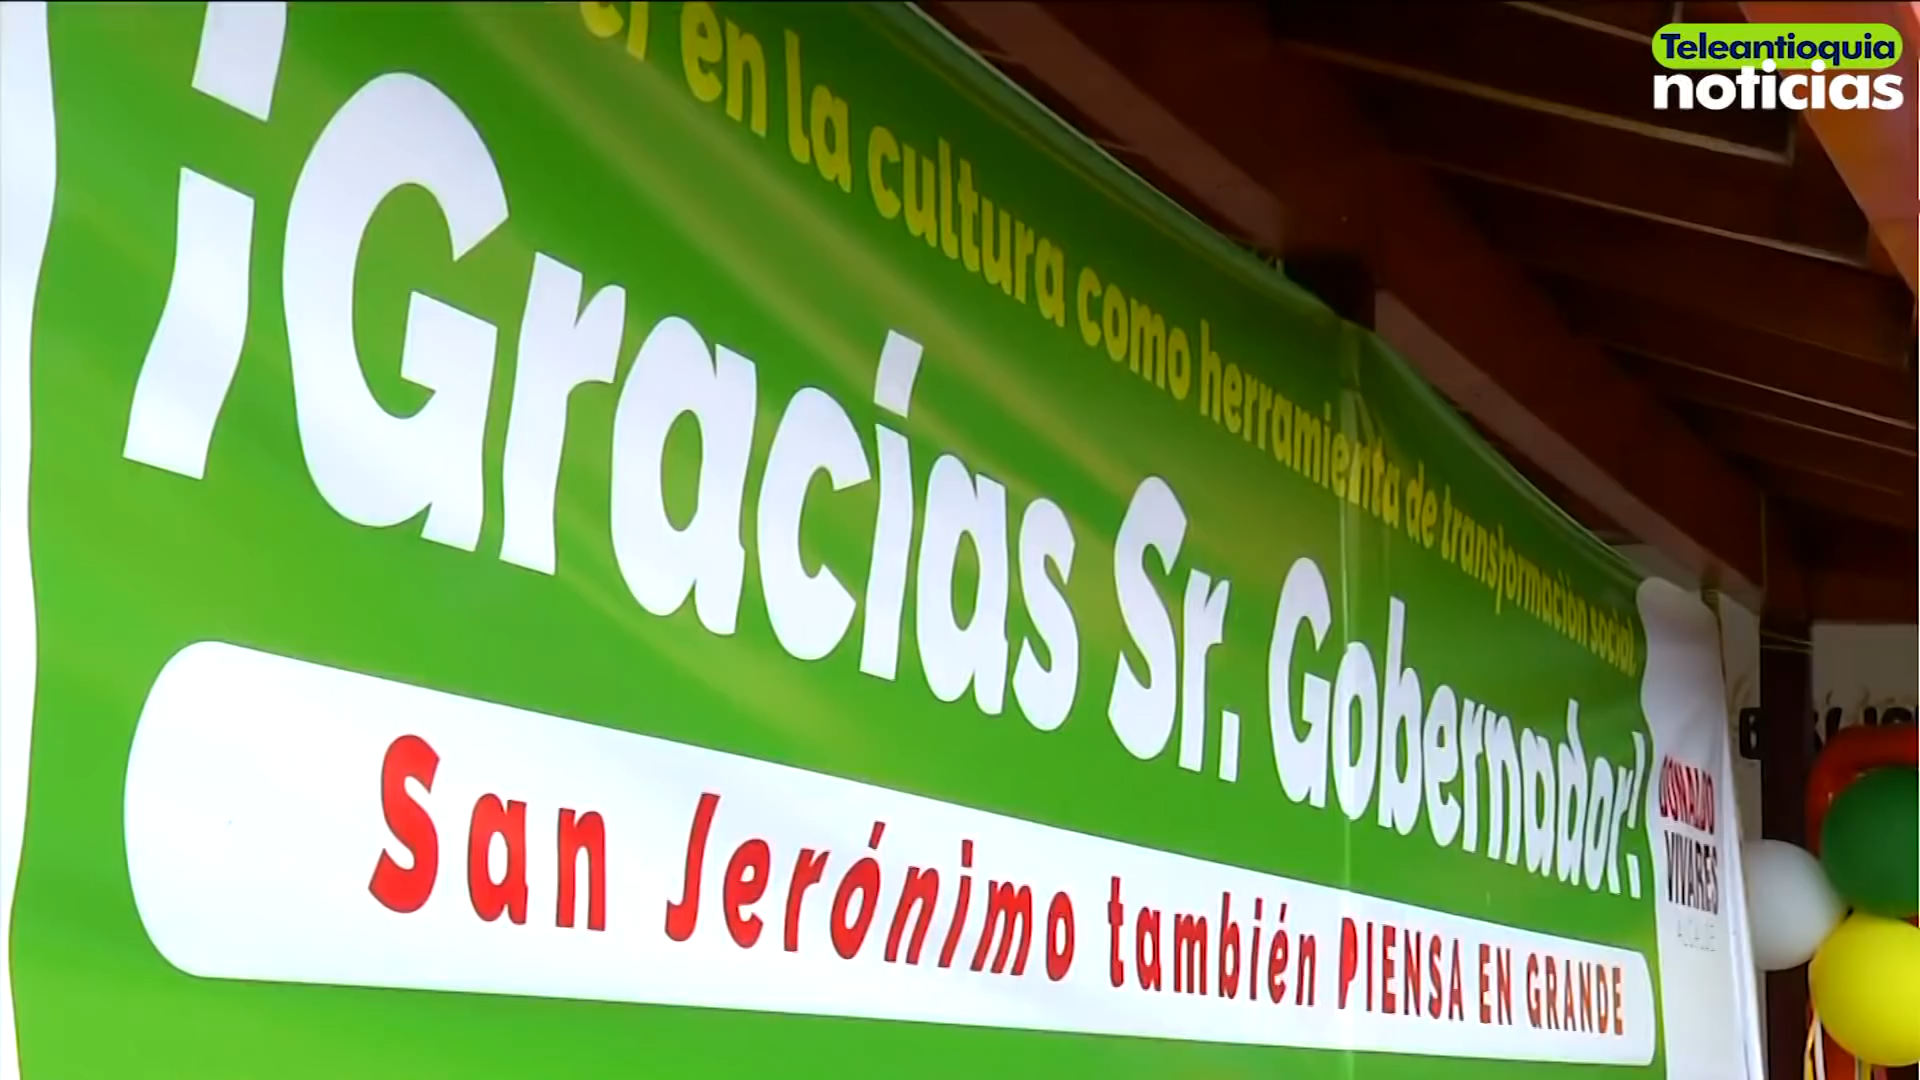 Teleantioquia
noticias
en la cultura como herramienta de transformación social.
¡Gracias Sr. Gobernador!
San Jerónimo también PIENSA EN GRANDE
DONALDO
VIVARES